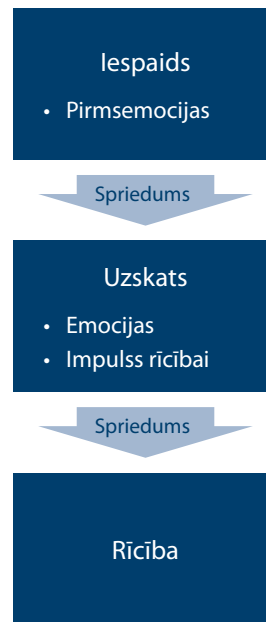 Iespaids
• Pirmsemocijas
Spriedums
Uzskats
• Emocijas
• Impulss rīcībai
Spriedums
Rīcība